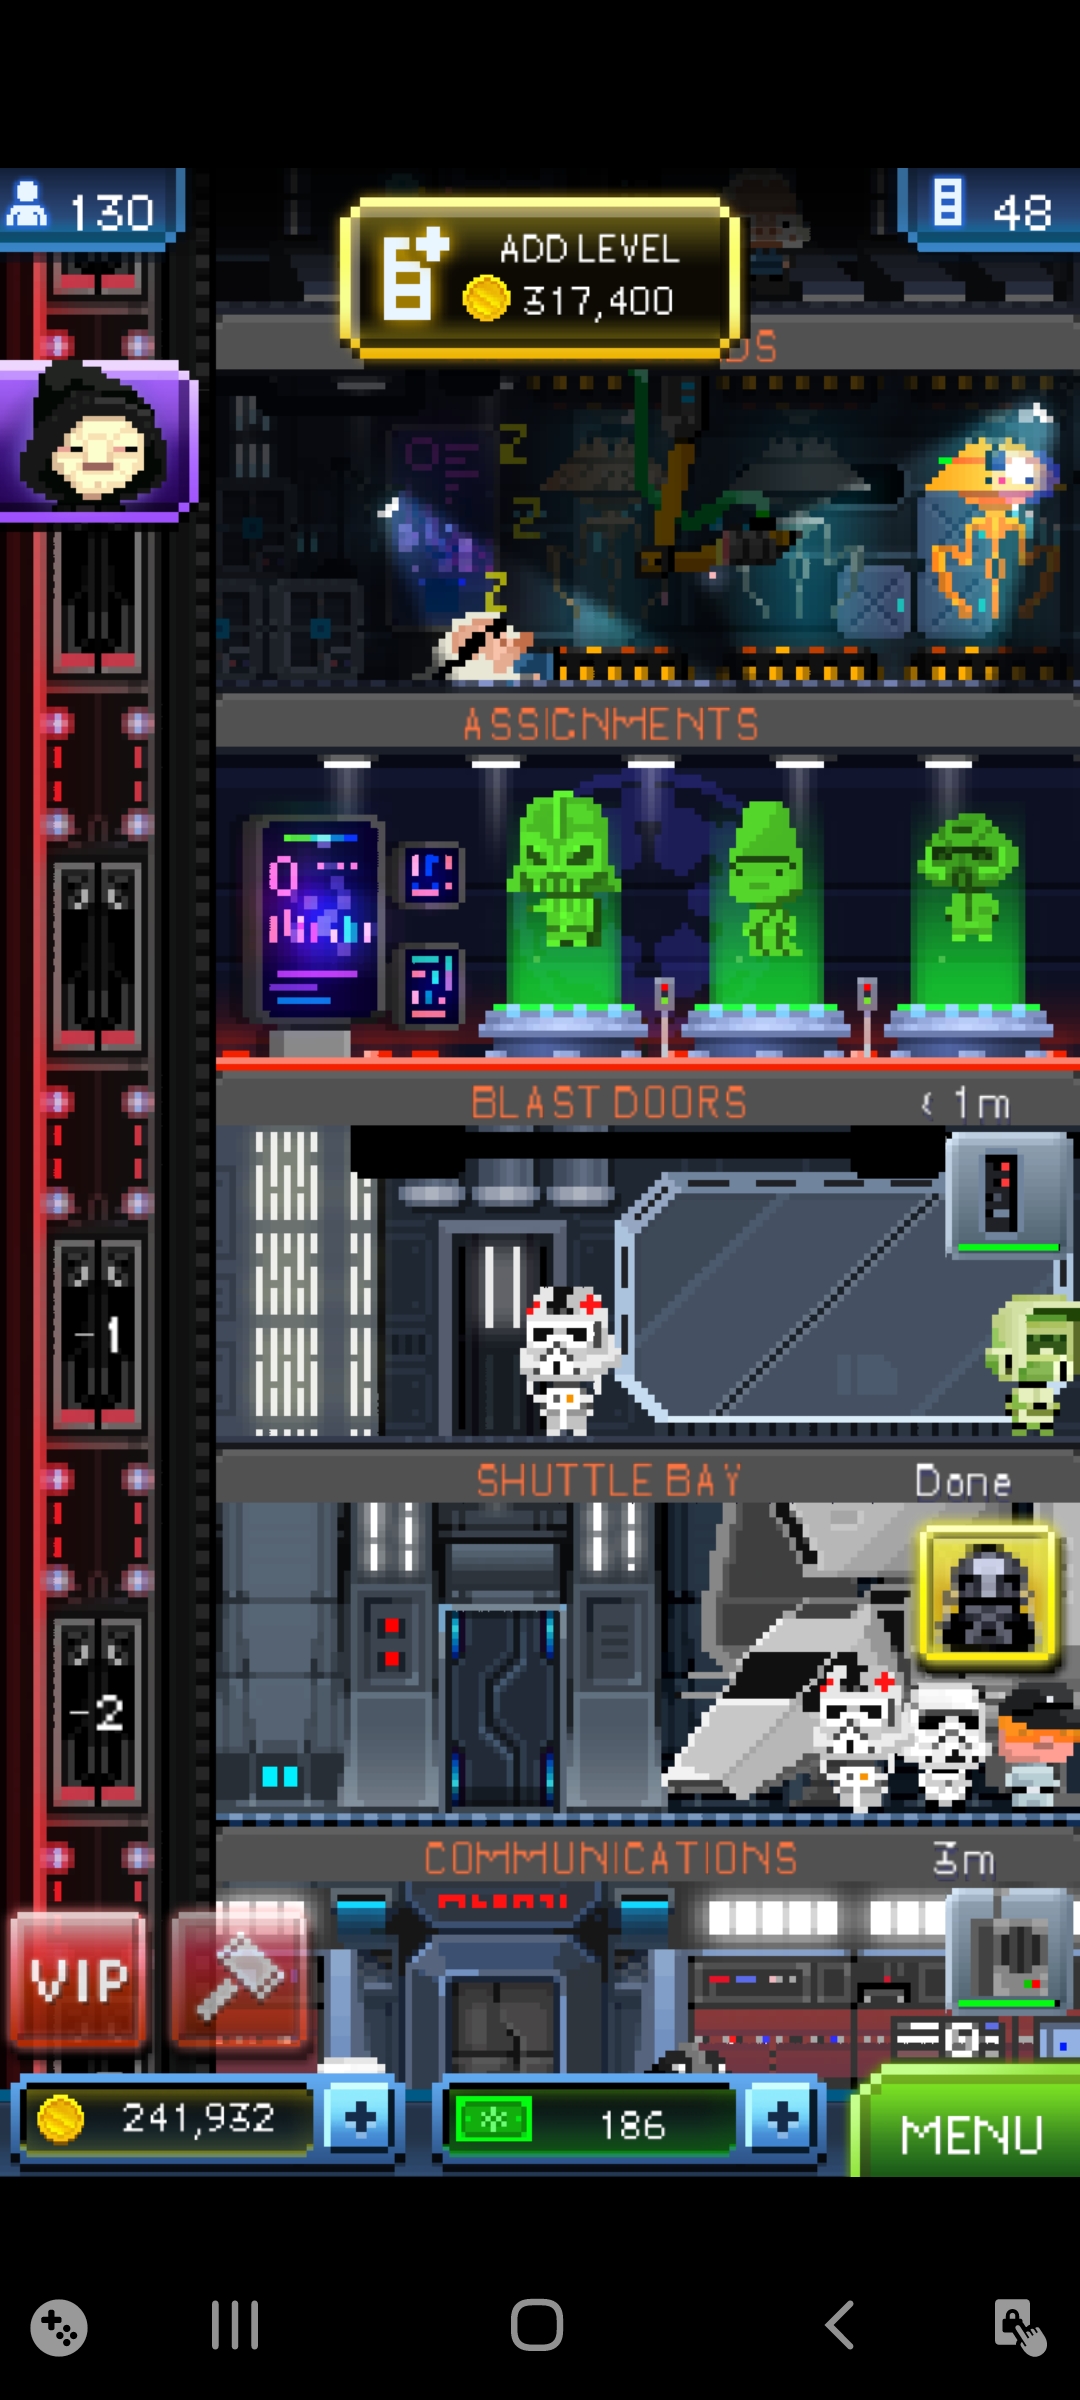 130
48
ADD LEVEL
317,400
DS
Z
Z
Z
ASSIGNMENTS
BLAST DOORS
< 1m
-1
SHUTTLE BAY
Done
-2
COMMUNICATIONS
3m
VIP
241,932
+
186
+
MENU